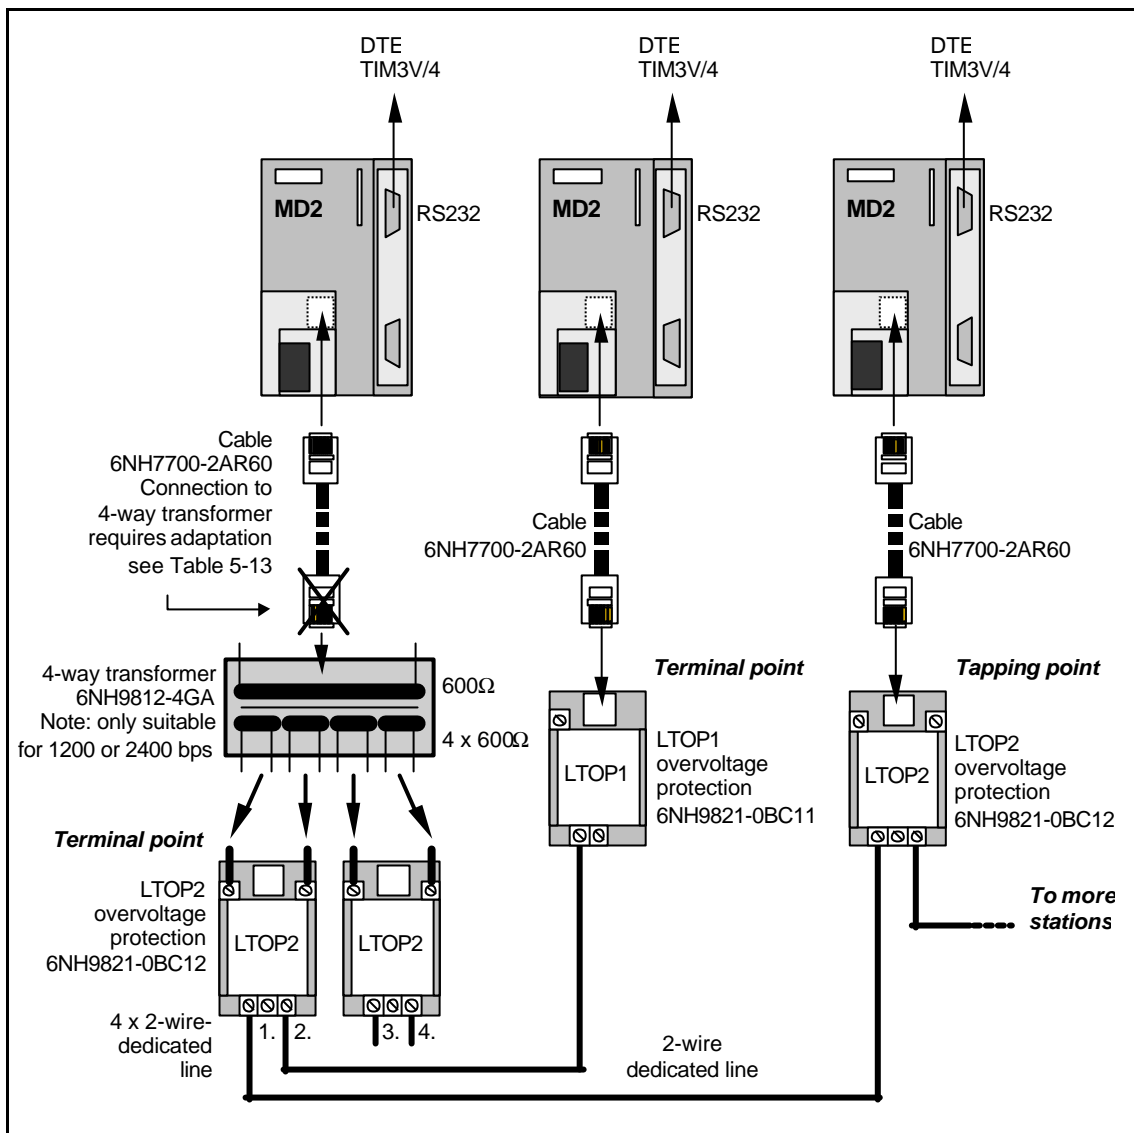 DTE
TIM3V/4
DTE
TIM3V/4
DTE
TIM3V/4
MD2
RS232
MD2
RS232
MD2
RS232
Cable
6NH7700-2AR60
Connection to
4-way transformer
requires adaptation
see Table 5-13
Cable
6NH7700-2AR60
Cable
6NH7700-2AR60
4-way transformer
6NH9812-4GA
Note: only suitable
for 1200 or 2400 bps
600Ω
4 x 600Ω
Terminal point
LTOP1
LTOP1
overvoltage
protection
6NH9821-0BC11
Tapping point
LTOP2
LTOP2
overvoltage
protection
6NH9821-0BC12
Terminal point
LTOP2
overvoltage
protection
6NH9821-0BC12
LTOP2
LTOP2
To more
stations
4 x 2-wire-
dedicated
line
1.
2.
3.
4.
2-wire
dedicated line